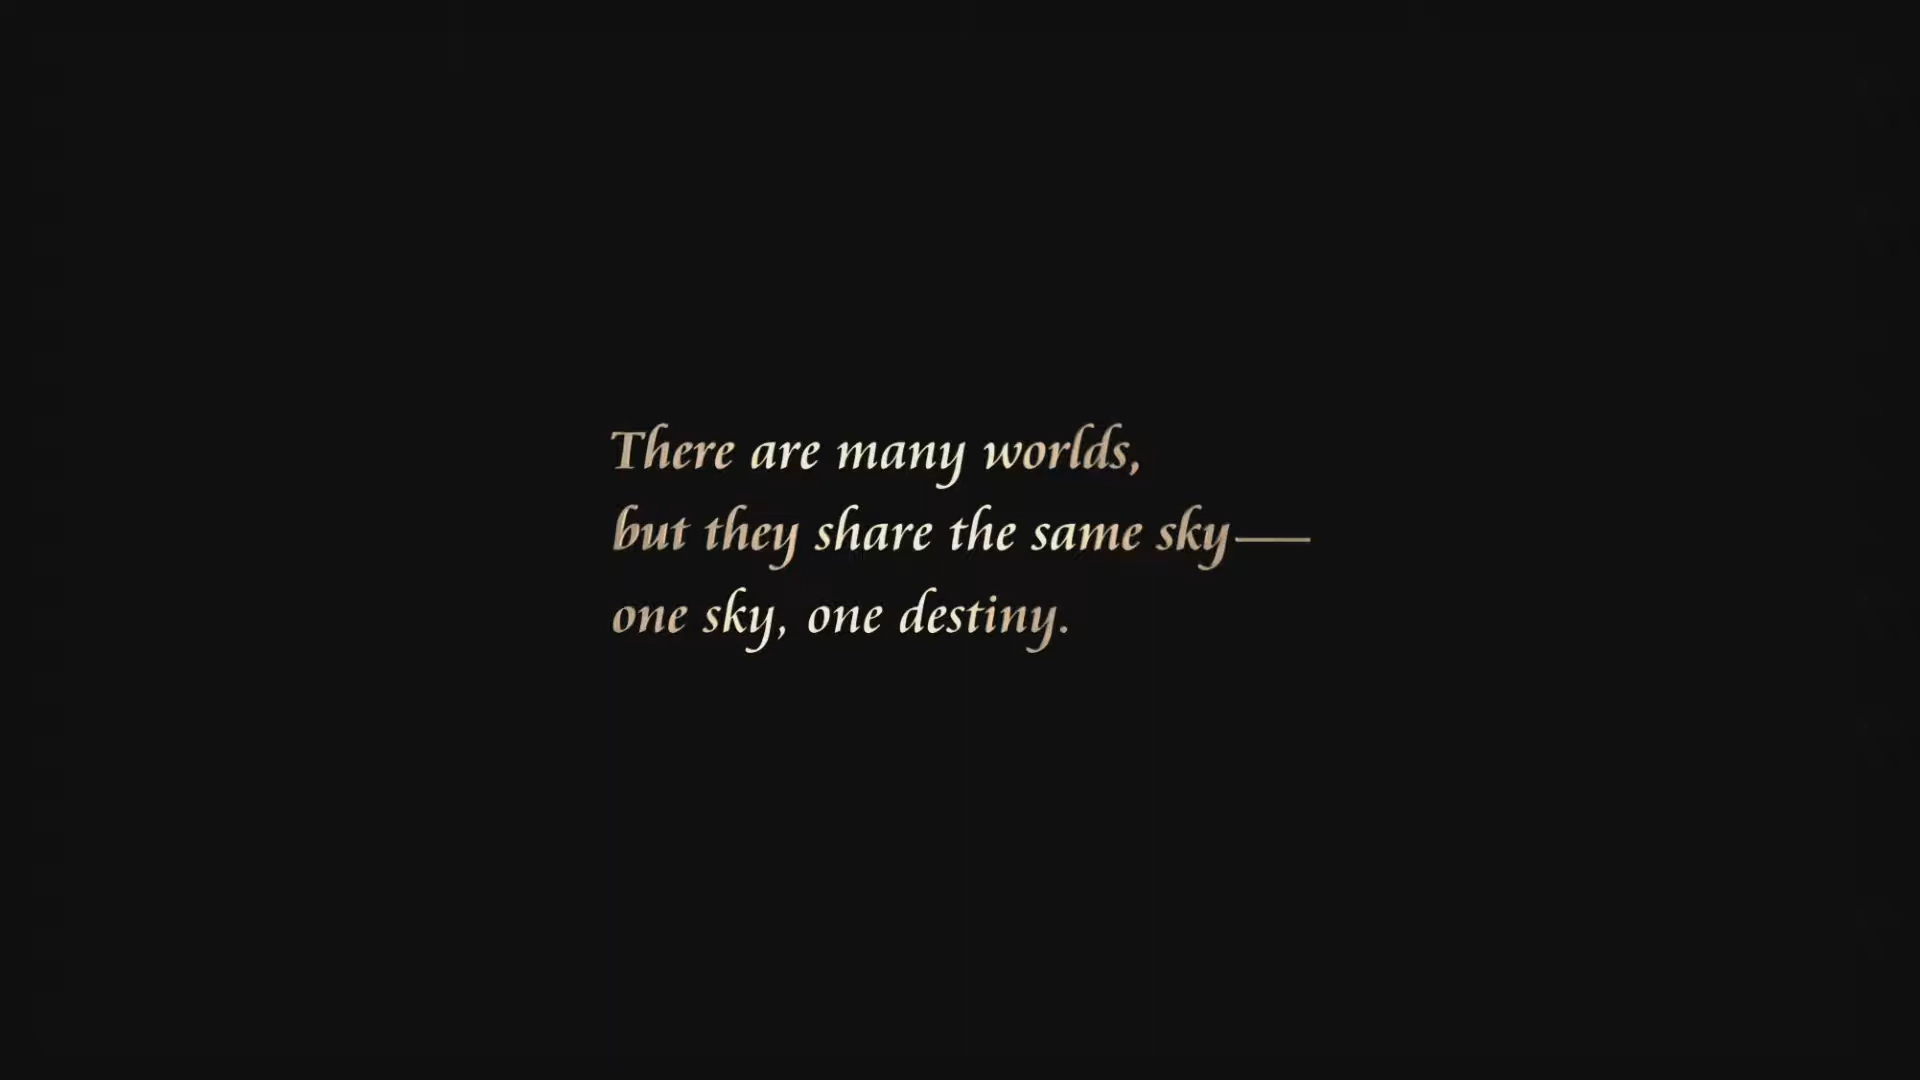 There are many worlds,
but they share the same sky—
one sky, one destiny.